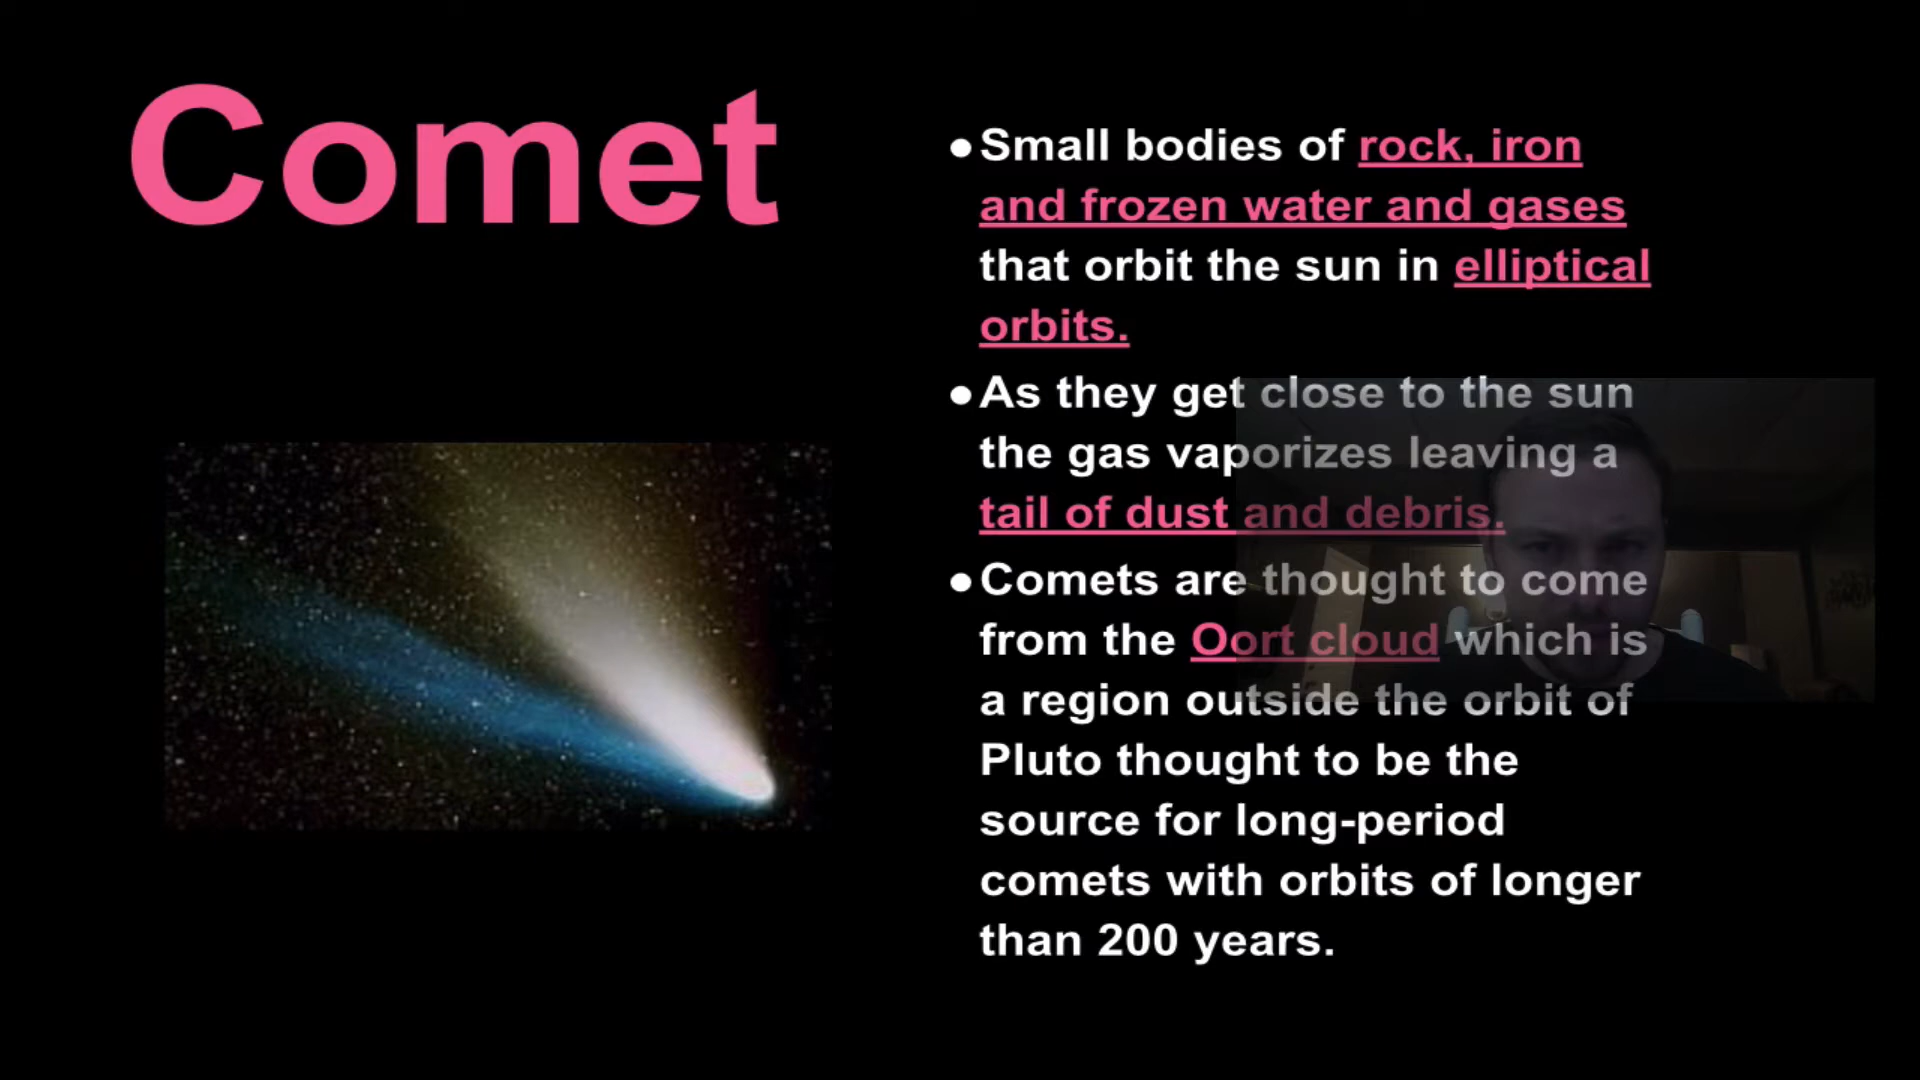 Comet
•Small bodies of rock, iron
and frozen water and gases
that orbit the sun in elliptical
orbits.
•As they get close to the sun
the gas vaporizes leaving a
tail of dust and debris.
•Comets are thought to come
from the Oort cloud which is
a region outside the orbit of
Pluto thought to be the
source for long-period
comets with orbits of longer
than 200 years.